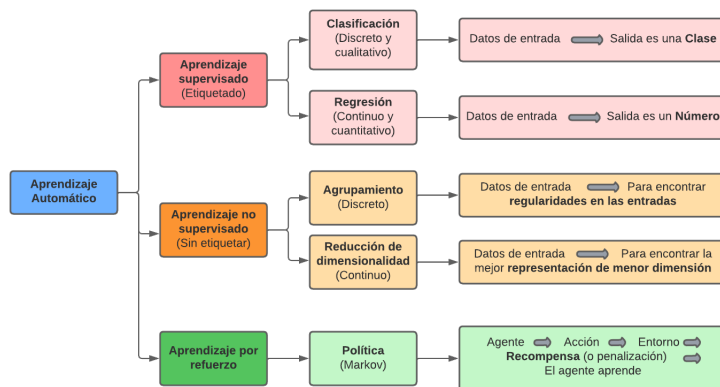 Aprendizaje
Automático
Aprendizaje
supervisado
(Etiquetado)
Clasificación
(Discreto y
cualitativo)
Datos de entrada Salida es una Clase
Regresión
(Continuo y
cuantitativo)
Datos de entrada Salida es un Número
Aprendizaje no
supervisado
(Sin etiquetar)
Agrupamiento
(Discreto)
Datos de entrada Para encontrar
regularidades en las entradas
Reducción de
dimensionalidad
(Continuo)
Datos de entrada Para encontrar la
mejor representación de menor dimensión
Aprendizaje por
refuerzo
Política
(Markov)
Agente Acción Entorno
Recompensa (o penalización)
El agente aprende